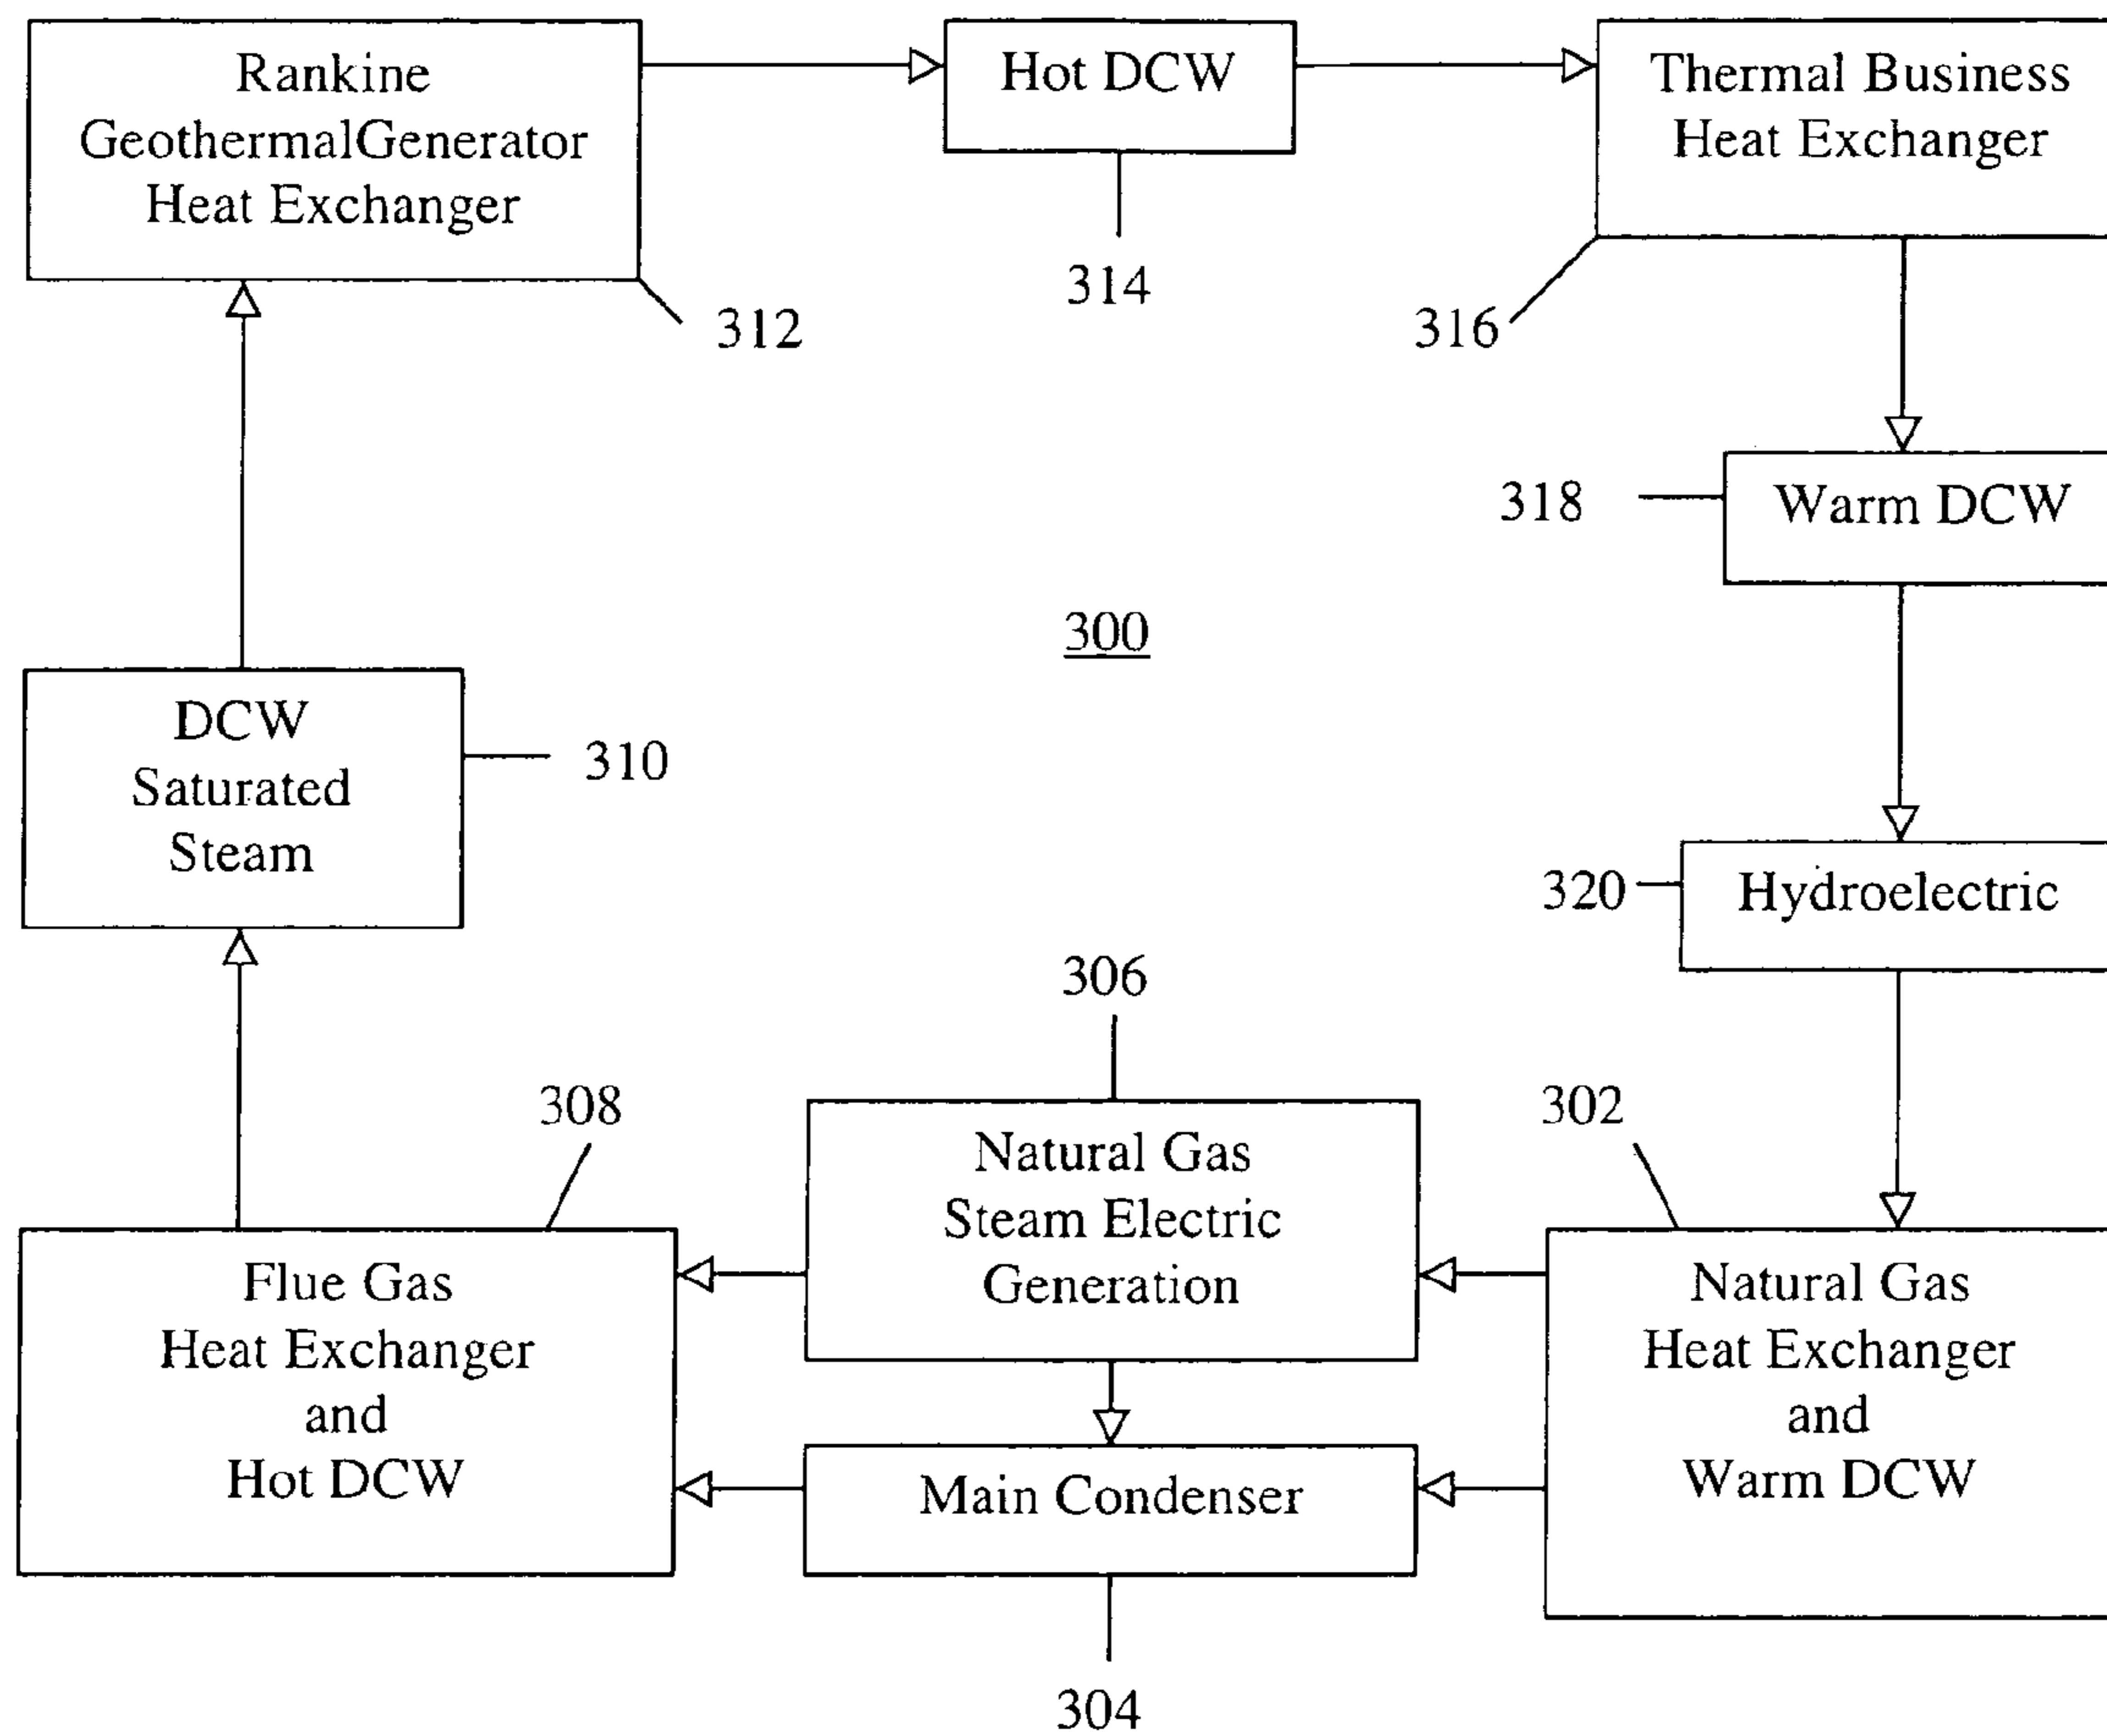 Rankine
GeothermalGenerator
Heat Exchanger
312
Hot DCW
314
Thermal Business
Heat Exchanger
316
Warm DCW
318
300
DCW
Saturated
Steam
310
Hydroelectric
320
306
308
302
Natural Gas
Steam Electric
Generation
Flue Gas
Heat Exchanger
and
Hot DCW
Natural Gas
Heat Exchanger
and
Warm DCW
Main Condenser
304